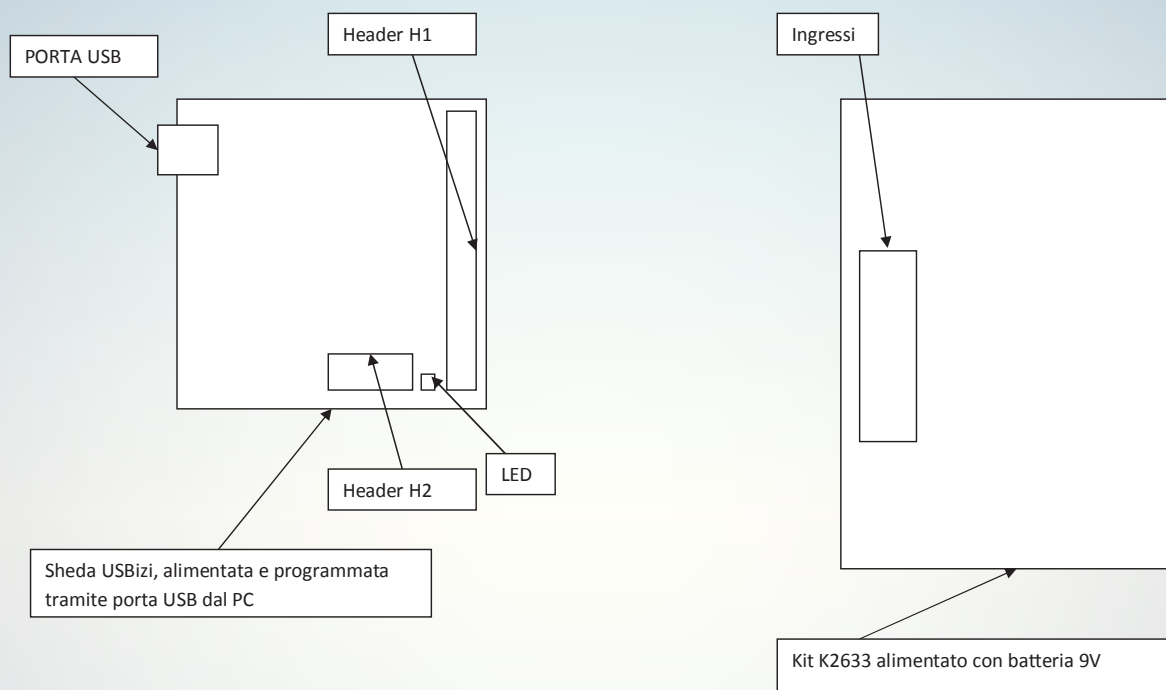 Header H1
Ingressi
PORTA USB
LED
Header H2
Sheda USBizi, alimentata e programmata
tramite porta USB dal PC
Kit K2633 alimentato con batteria 9V